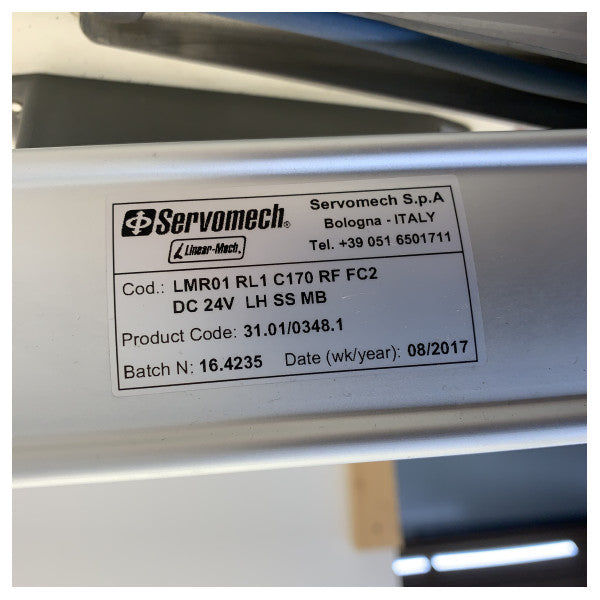 Servomech®
Linear-Mech®
Servomech S.p.A
Bologna - ITALY
Tel. +39 051 6501711
Cod.: LMR01 RL1 C170 RF FC2
DC 24V LH SS MB
Product Code: 31.01/0348.1
Batch N: 16.4235 Date (wk/year): 08/2017